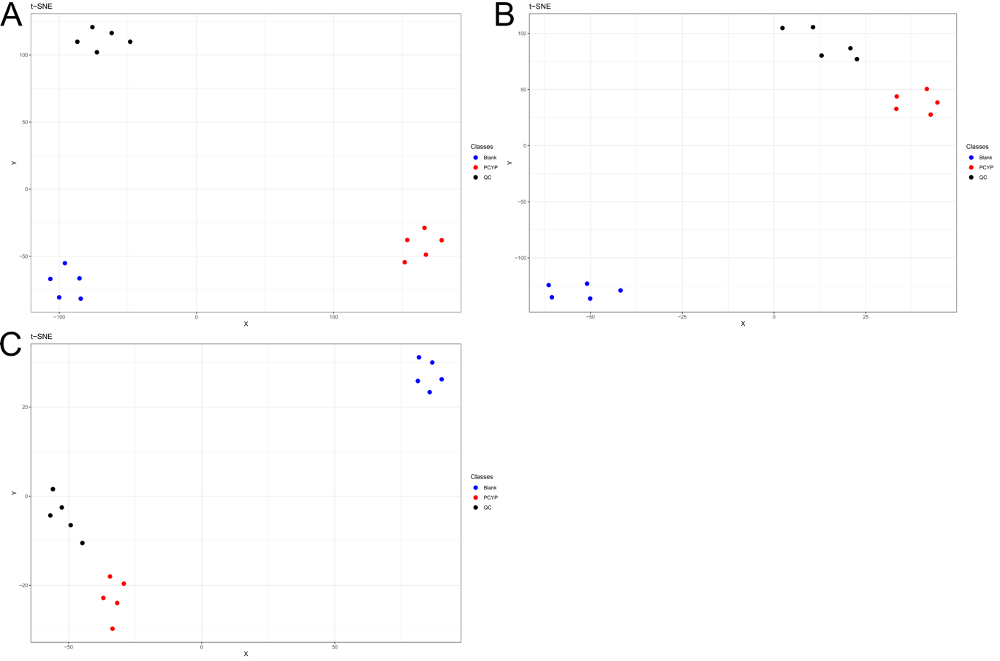 A
t−SNE
100
50
0
−50
−100
0
100
X
Y
Classes
Blank
PCYP
QC
B
t−SNE
100
50
0
−50
−100
−50
−25
0
25
X
Y
Classes
Blank
PCYP
QC
C
t−SNE
20
0
−20
−50
0
50
X
Y
Classes
Blank
PCYP
QC